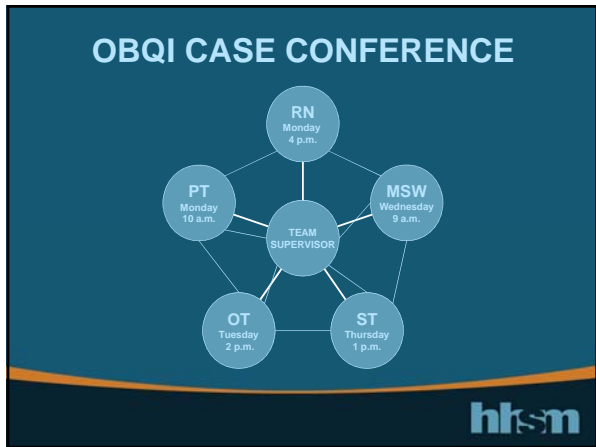 OBQI CASE CONFERENCE
RN
Monday
4 p.m.
PT
Monday
10 a.m.
MSW
Wednesday
9 a.m.
TEAM
SUPERVISOR
OT
Tuesday
2 p.m.
ST
Thursday
1 p.m.
hhsm